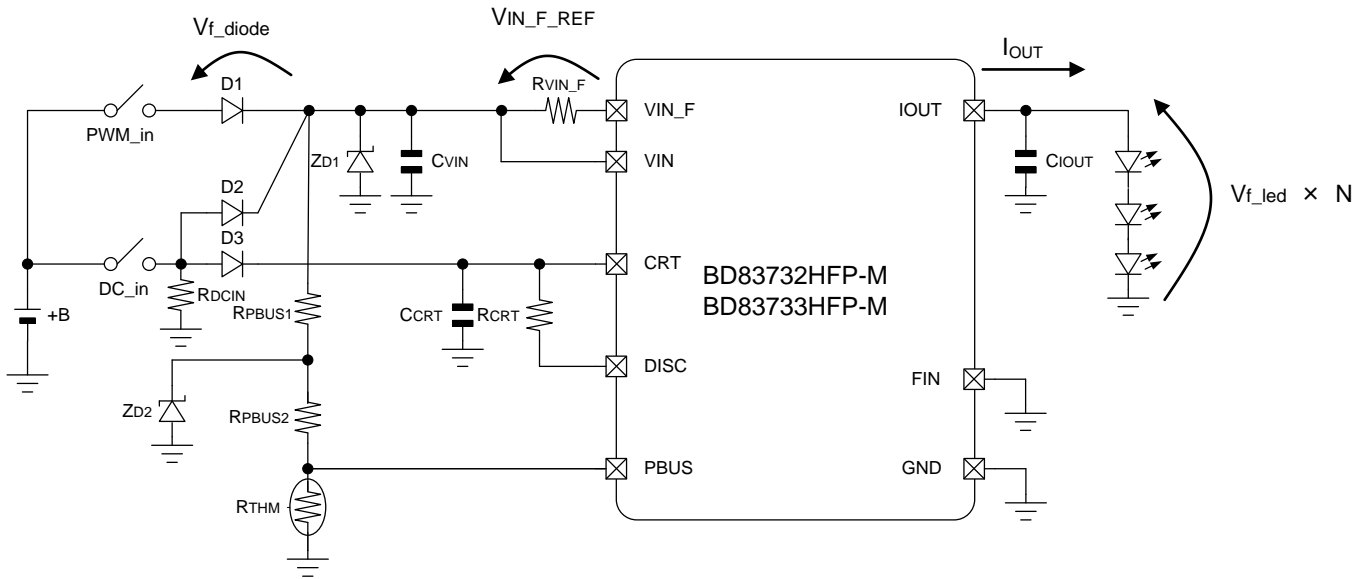 VIN_F_REF
Vf_diode
IOUT
D1
RVIN_F
VIN_F
IOUT
PWM_in
ZD1
CVIN
VIN
CIOUT
D2
Vf_led × N
D3
CRT
BD83732HFP-M
BD83733HFP-M
DC_in
RDCIN
+B
RPBUS1
CCRT
RCRT
DISC
FIN
ZD2
RPBUS2
PBUS
GND
RTHM